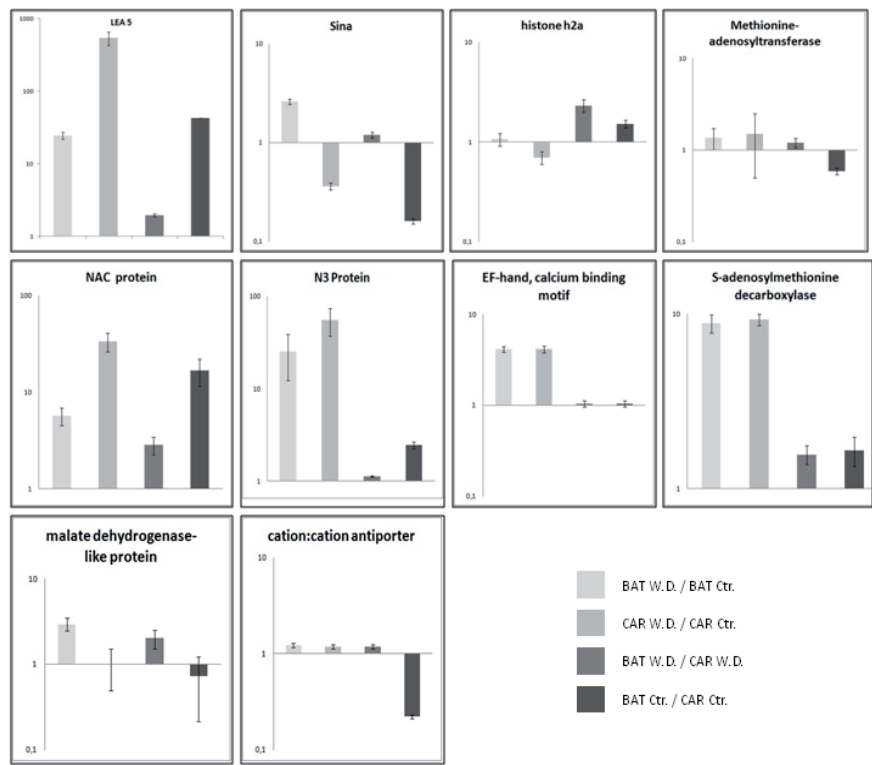 LEA 5
1000
100
10
1
Sina
10
1
0,1
histone h2a
10
1
0,1
Methionine-
adenosyltransferase
10
1
0,1
NAC protein
100
10
1
N3 Protein
100
10
1
EF-hand, calcium binding
motif
10
1
0,1
S-adenosylmethionine
decarboxylase
10
1
malate dehydrogenase-
like protein
10
1
0,1
cation:cation antiporter
10
1
0,1
BAT W.D. / BAT Ctr.
CAR W.D. / CAR Ctr.
BAT W.D. / CAR W.D.
BAT Ctr. / CAR Ctr.